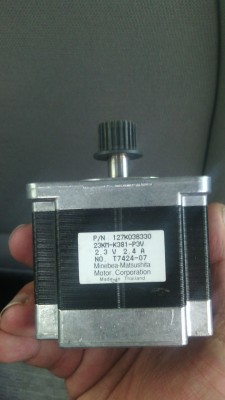 P/N 127K038330
23KM-K381-P3V
2.3 V 2.4 A
NO. T7424-07
Minebea-Matsushita
Motor Corporation
Made in Thailand